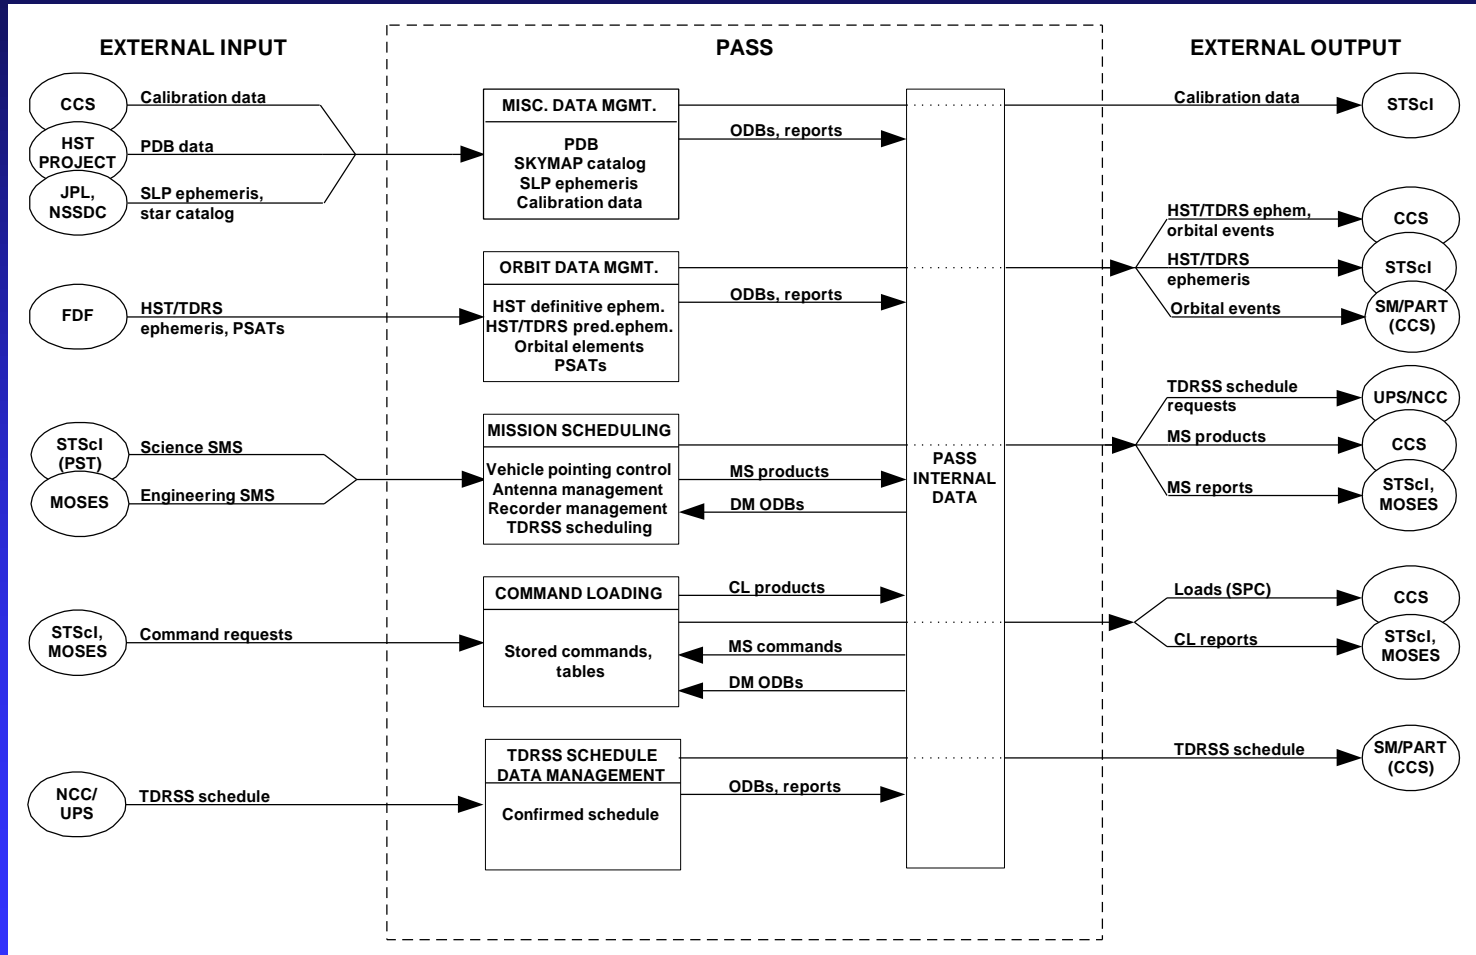 EXTERNAL INPUT
PASS
EXTERNAL OUTPUT
CCS
Calibration data
HST
PROJECT
PDB data
JPL,
NSSDC
SLP ephemeris,
star catalog
MISC. DATA MGMT.
PDB
SKYMAP catalog
SLP ephemeris
Calibration data
ODBs, reports
Calibration data
STScI
FDF
HST/TDRS
ephemeris, PSATs
ORBIT DATA MGMT.
HST definitive ephem.
HST/TDRS pred.ephem.
Orbital elements
PSATs
ODBs, reports
HST/TDRS ephem,
orbital events
CCS
HST/TDRS
ephemeris
STScI
Orbital events
SM/PART
(CCS)
STScI
(PST)
Science SMS
MOSES
Engineering SMS
MISSION SCHEDULING
Vehicle pointing control
Antenna management
Recorder management
TDRSS scheduling
MS products
DM ODBs
PASS
INTERNAL
DATA
TDRSS schedule
requests
UPS/NCC
MS products
CCS
MS reports
STScI,
MOSES
STScI,
MOSES
Command requests
COMMAND LOADING
Stored commands,
tables
CL products
MS commands
DM ODBs
Loads (SPC)
CCS
CL reports
STScI,
MOSES
NCC/
UPS
TDRSS schedule
TDRSS SCHEDULE
DATA MANAGEMENT
Confirmed schedule
ODBs, reports
TDRSS schedule
SM/PART
(CCS)